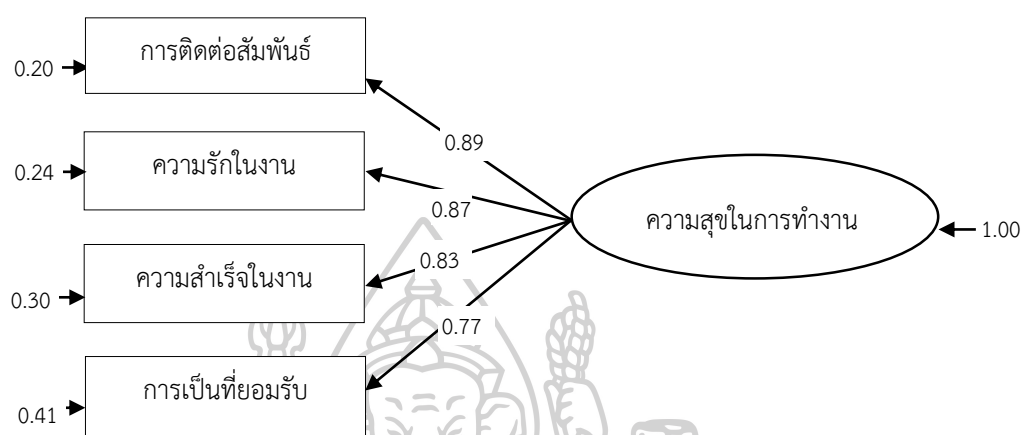 การติดต่อสัมพันธ์
0.20
0.89
ความรักในงาน
0.24
0.87
ความสุขในการทำงาน
1.00
ความสำเร็จในงาน
0.83
0.30
0.77
การเป็นที่ยอมรับ
0.41